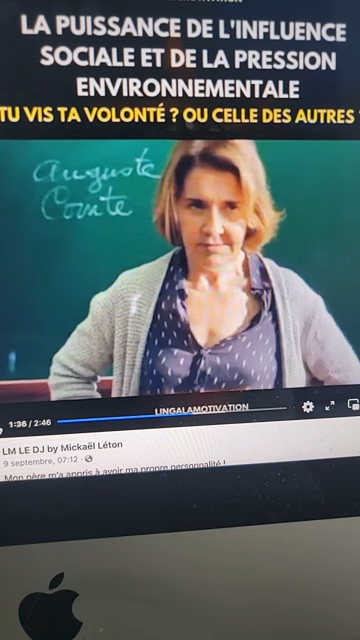 LA PUISSANCE DE L'INFLUENCE
SOCIALE ET DE LA PRESSION
ENVIRONNEMENTALE
TU VIS TA VOLONTÉ ? OU CELLE DES AUTRES ?
Auguste
Comte
LINGALAMOTIVATION
1:36 / 2:46
LM LE DJ by Mickaël Léton
9 septembre, 07:12 ·
Mon père m'a appris à avoir ma propre personnalité !